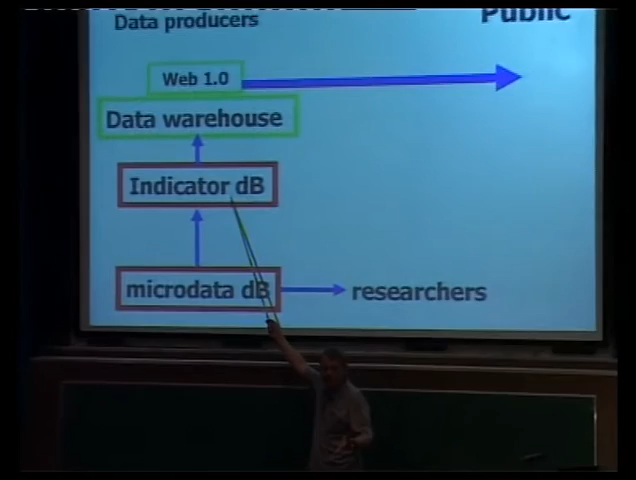 Data producers
Public
Web 1.0
Data warehouse
Indicator dB
microdata dB
researchers